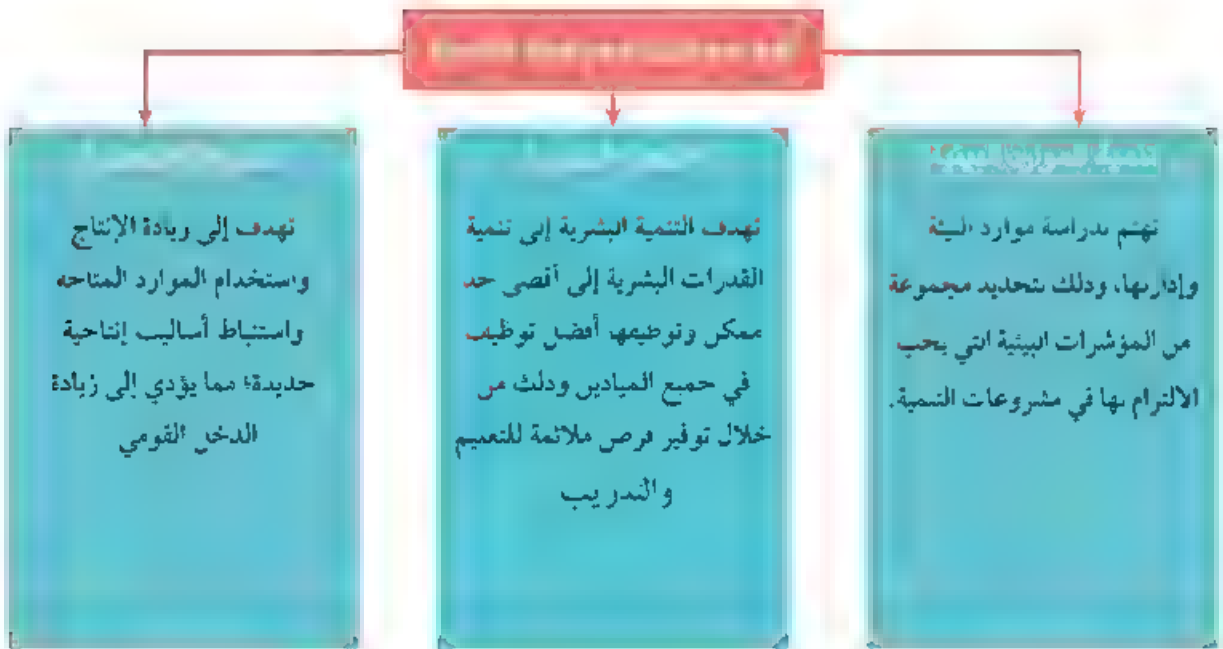 تهتم بدراسة موارد البيئة
وإدارتها، وذلك بتحديد مجموعة
من المؤشرات البيئية التي يجب
الالتزام بها في مشروعات التنمية.
تهدف التنمية البشرية إلى تنمية
القدرات البشرية إلى أقصى حد
ممكن وتوظيفها أفضل توظيف
في جميع الميادين وذلك من
خلال توفير فرص ملائمة للتعليم
والتدريب
تهدف إلى زيادة الإنتاج
واستخدام الموارد المتاحة
واستنباط أساليب إنتاجية
جديدة؛ مما يؤدي إلى زيادة
الدخل القومي